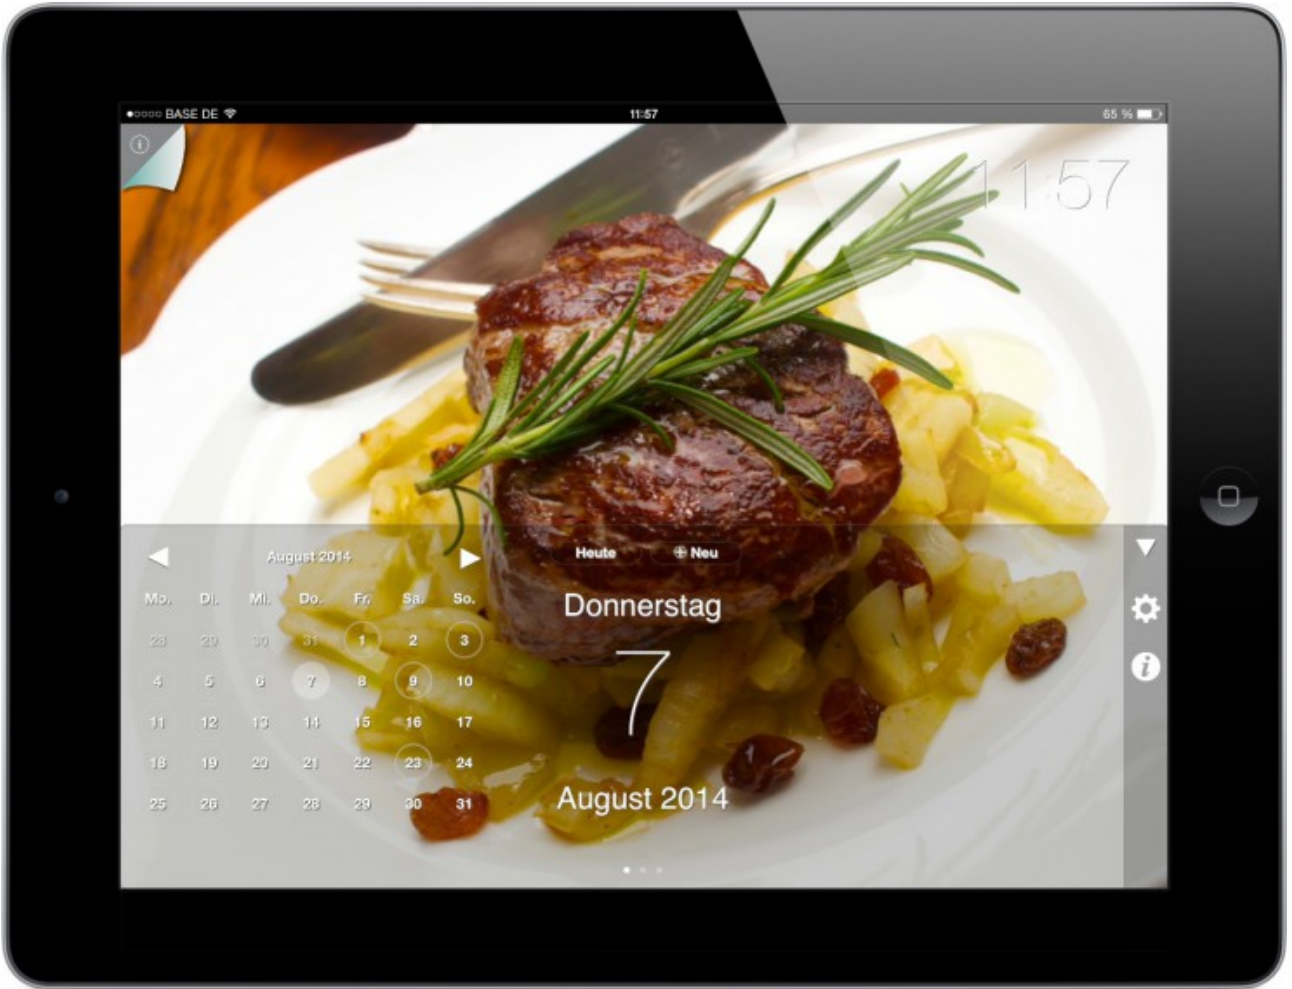 BASE DE
11:57
65 %
11:57
August 2014
Heute
Neu
Mo. Di. Mi. Do. Fr. Sa. So.
28 29 30 31 1 2 3
4 5 6 7 8 9 10
11 12 13 14 15 16 17
18 19 20 21 22 23 24
25 26 27 28 29 30 31
Donnerstag
7
August 2014